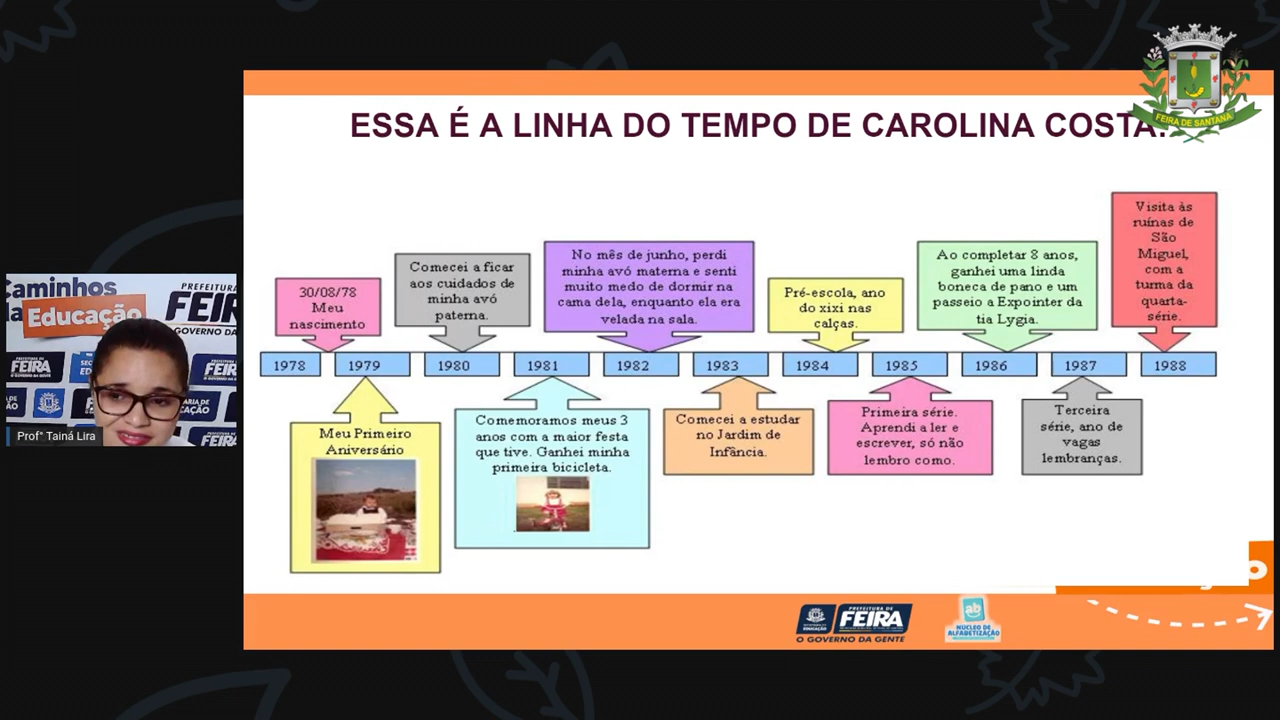 FEIRA DE SANTANA
ESSA É A LINHA DO TEMPO DE CAROLINA COSTA
30/08/78
Meu
nascimento
Comecei a ficar
aos cuidados de
minha avó
paterna.
No mês de junho, perdi
minha avó materna e senti
muito medo de dormir na
cama dela, enquanto ela era
velada na sala.
Pré-escola, ano
do xixi nas
calças.
Ao completar 8 anos,
ganhei uma linda
boneca de pano e um
passeio a Expointer da
tia Lygia.
Visita às
ruínas de
São
Miguel,
com a
turma da
quarta-
série.
1978 1979 1980 1981 1982 1983 1984 1985 1986 1987 1988
Meu Primeiro
Aniversário
Comemoramos meus 3
anos com a maior festa
que tive. Ganhei minha
primeira bicicleta.
Comecei a estudar
no Jardim de
Infância.
Primeira série.
Aprendi a ler e
escrever, só não
lembro como.
Terceira
série, ano de
vagas
lembranças.
Educação
FEIRA
Profª Tainá Lira
PREFEITURA DE
FEIRA
O GOVERNO DA GENTE
ab
NÚCLEO DE
ALFABETIZAÇÃO